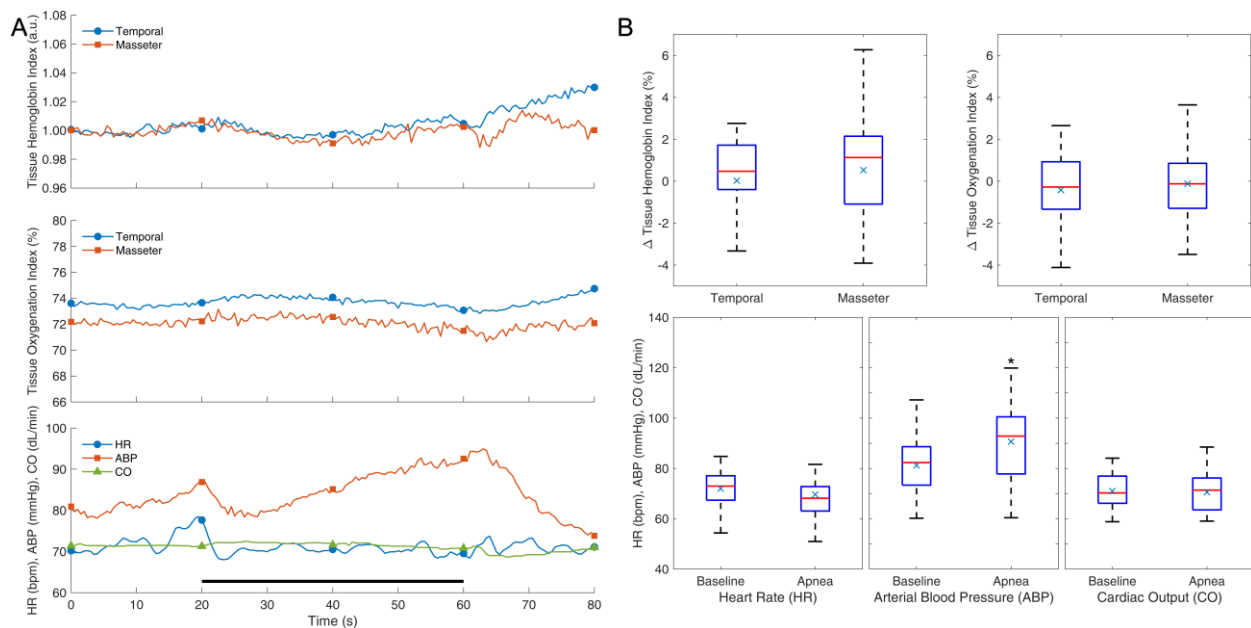 A
Tissue Hemoglobin Index (a.u.)
1.08
1.06
1.04
1.02
1.00
0.98
0.96
Temporal
Masseter
Tissue Oxygenation Index (%)
80
78
76
74
72
70
68
66
Temporal
Masseter
HR (bpm), ABP (mmHg), CO (dL/min)
100
90
80
70
60
HR
ABP
CO
0
10
20
30
40
50
60
70
80
Time (s)
B
Δ Tissue Hemoglobin Index (%)
6
4
2
0
-2
-4
Temporal
Masseter
Δ Tissue Oxygenation Index (%)
6
4
2
0
-2
-4
Temporal
Masseter
HR (bpm), ABP (mmHg), CO (dL/min)
140
120
100
80
60
40
*
Baseline
Apnea
Heart Rate (HR)
Baseline
Apnea
Arterial Blood Pressure (ABP)
Baseline
Apnea
Cardiac Output (CO)